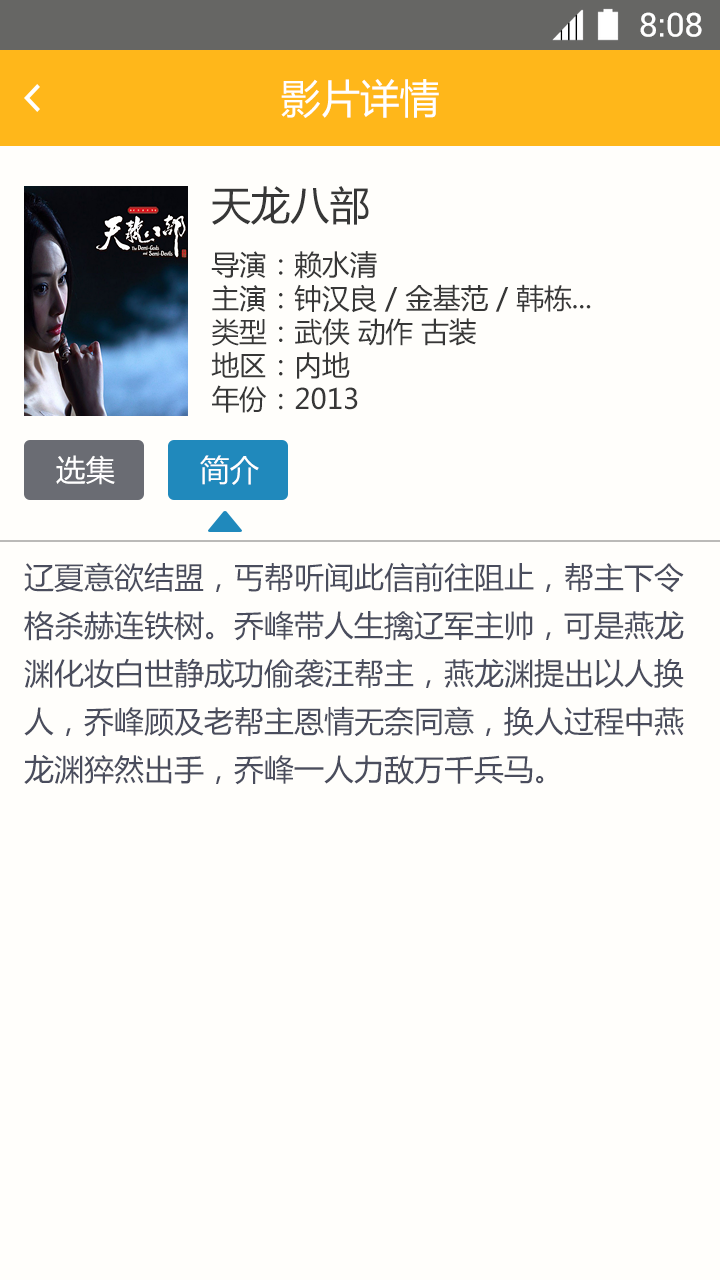 8:08
影片详情
天龍八部
The Demi-Gods
and Semi-Devils
天龙八部
导演：赖水清
主演：钟汉良 / 金基范 / 韩栋...
类型：武侠 动作 古装
地区：内地
年份：2013
选集
简介
辽夏意欲结盟，丐帮听闻此信前往阻止，帮主下令
格杀赫连铁树。乔峰带人生擒辽军主帅，可是燕龙
渊化妆白世静成功偷袭汪帮主，燕龙渊提出以人换
人，乔峰顾及老帮主恩情无奈同意，换人过程中燕
龙渊猝然出手，乔峰一人力敌万千兵马。